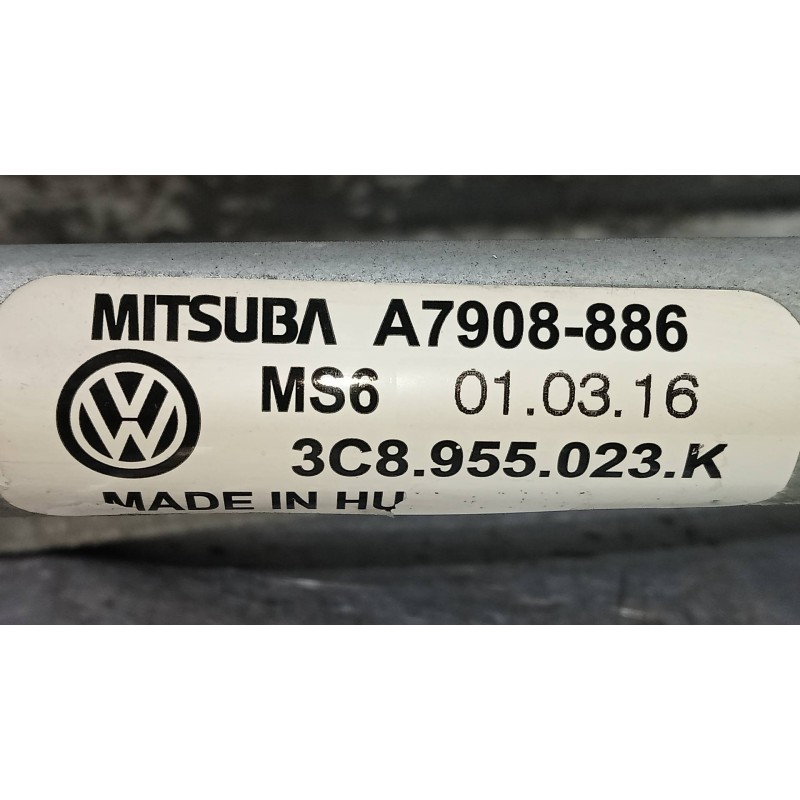 MITSUBA A7908-886
MS6 01.03.16
3C8.955.023.K
MADE IN HU